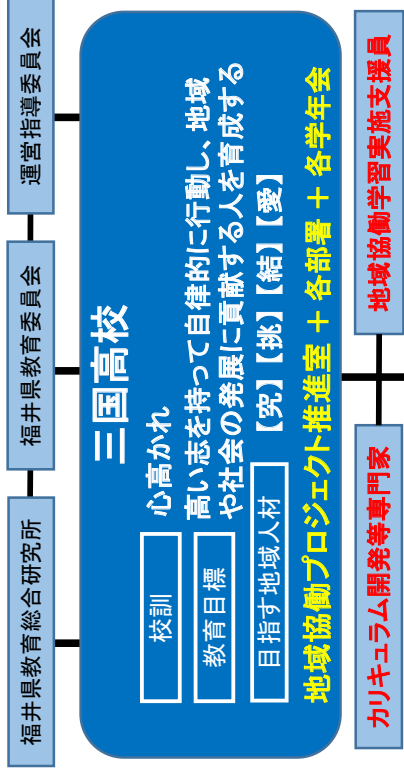 福井県教育総合研究所
福井県教育委員会
運営指導委員会
三国高校
校訓
心高かれ
教育目標
高い志を持って自律的に行動し、地域
や社会の発展に貢献する人を育成する
目指す地域人材
【究】【挑】【結】【愛】
地域協働プロジェクト推進室 + 各部署 + 各学年会
カリキュラム開発等専門家
地域協働学習実施支援員